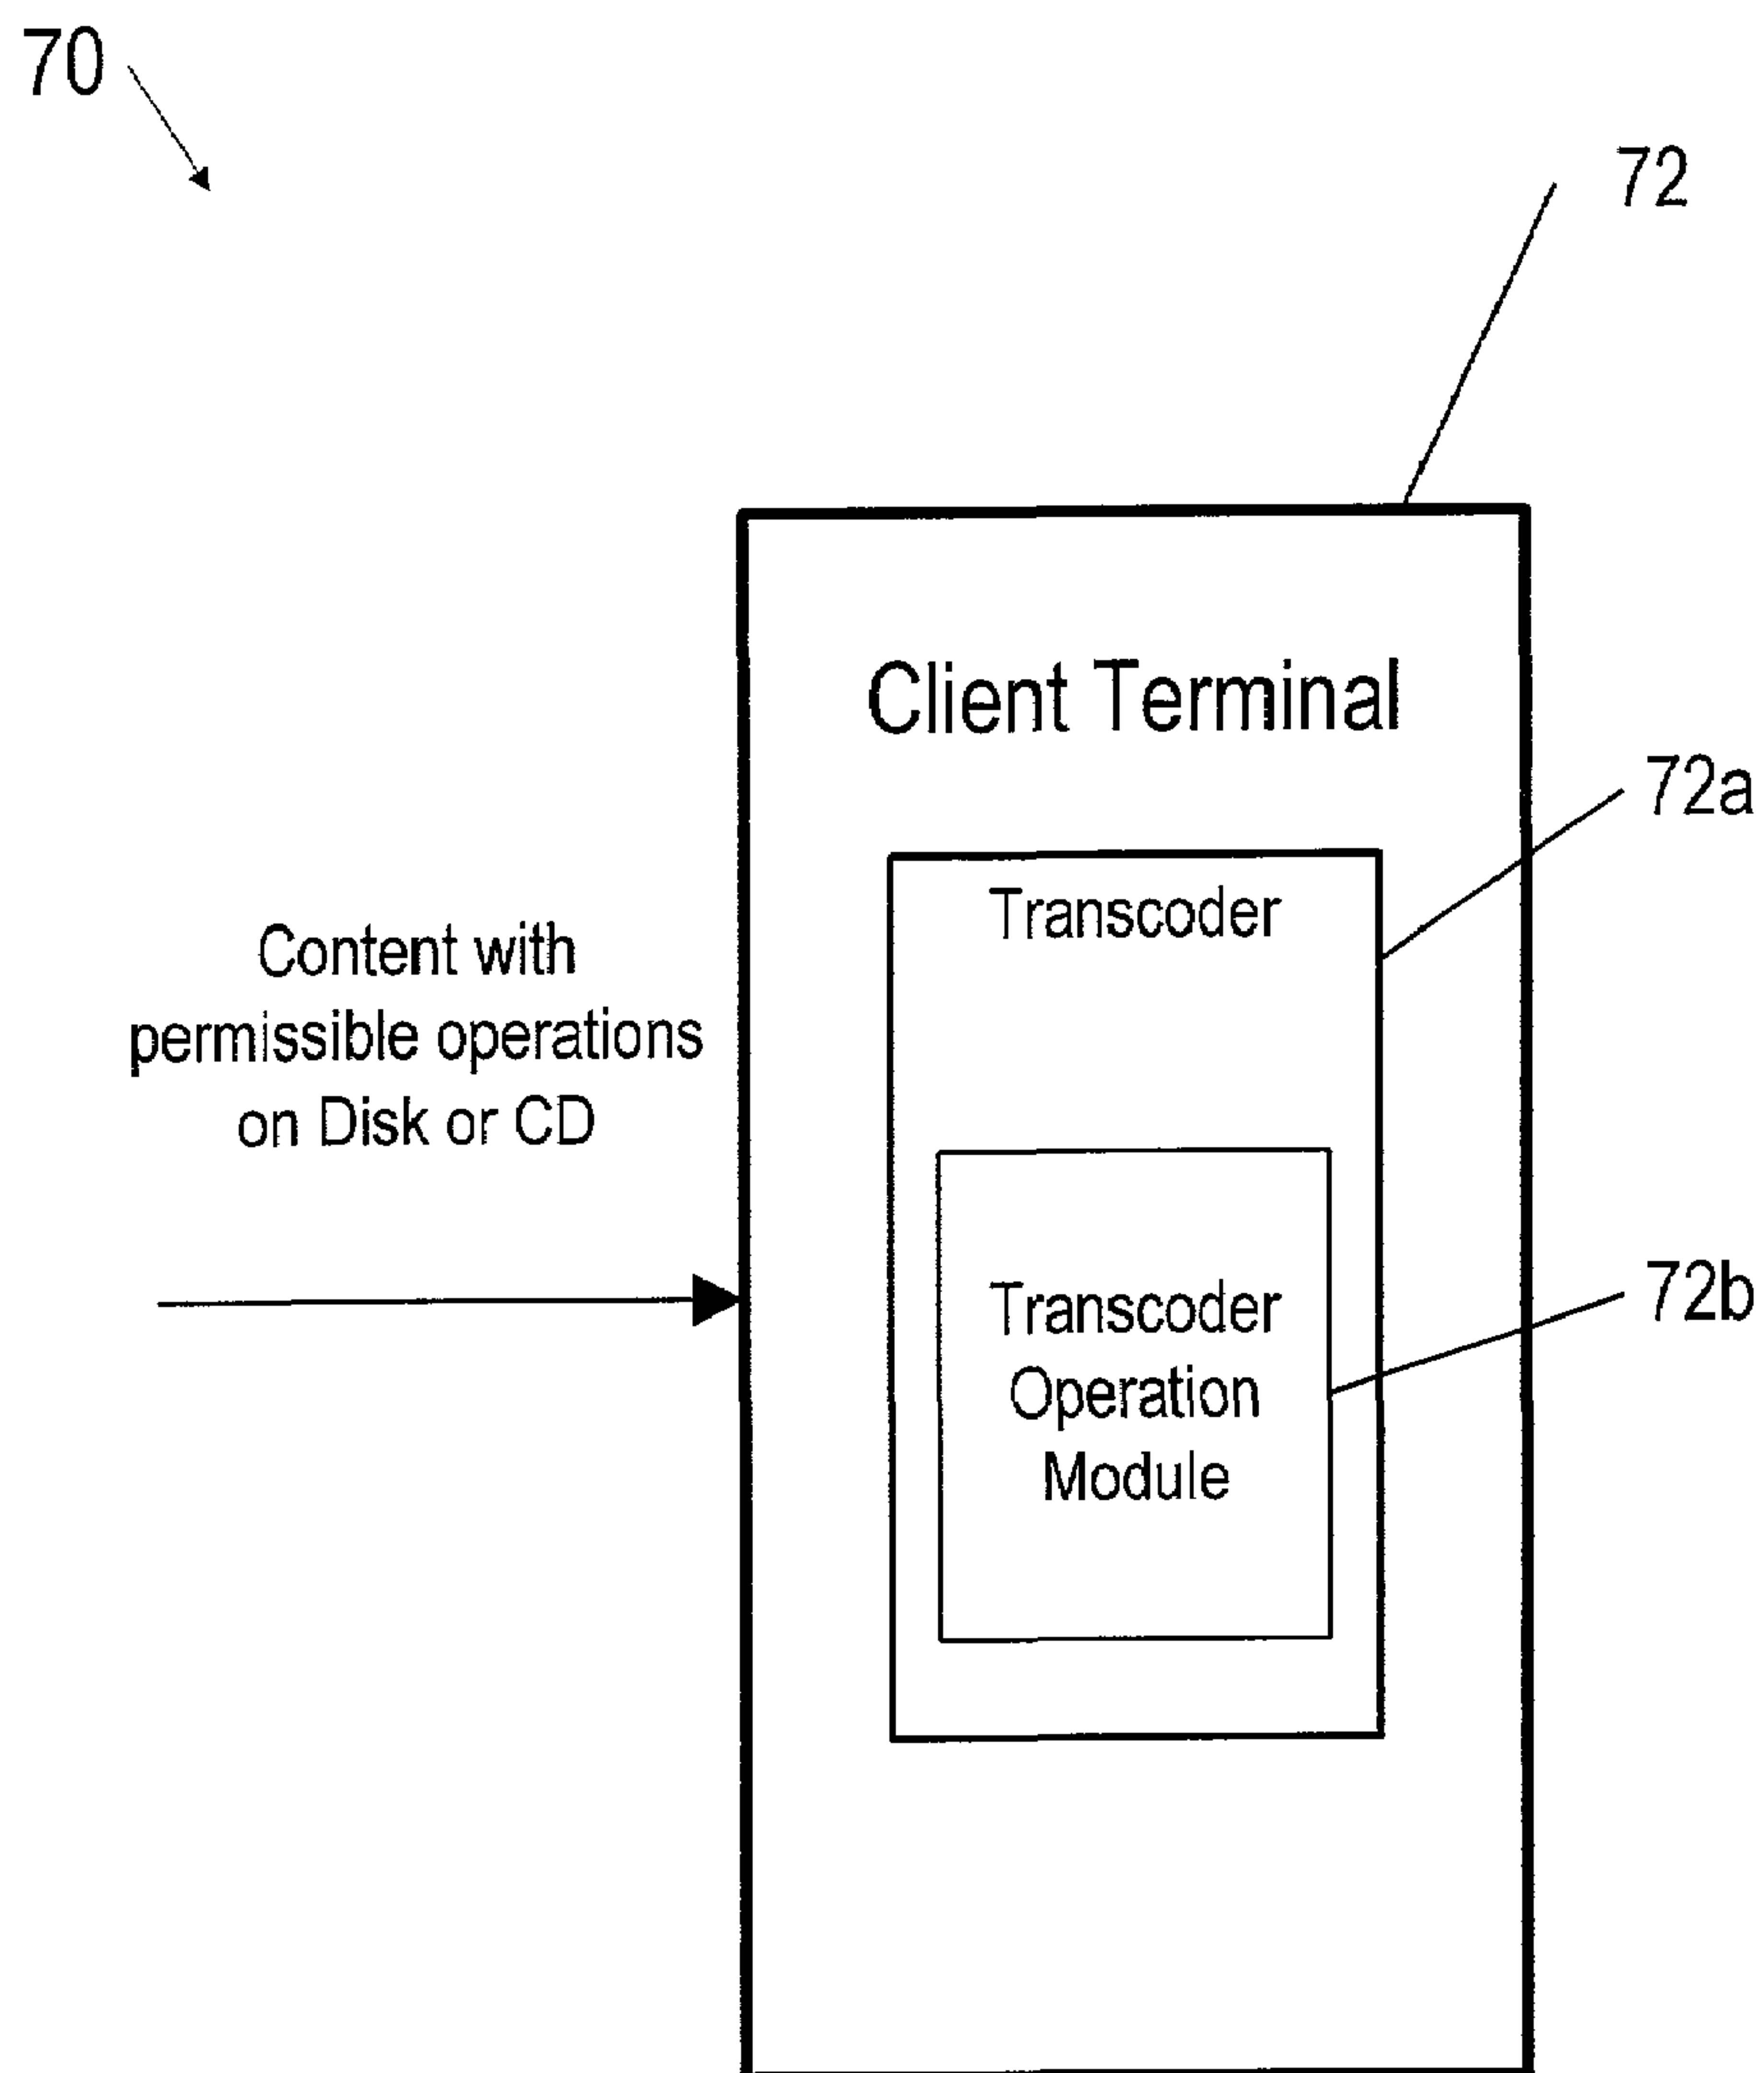 70
72
Client Terminal
72a
Transcoder
Content with
permissible operations
on Disk or CD
72b
Transcoder
Operation
Module